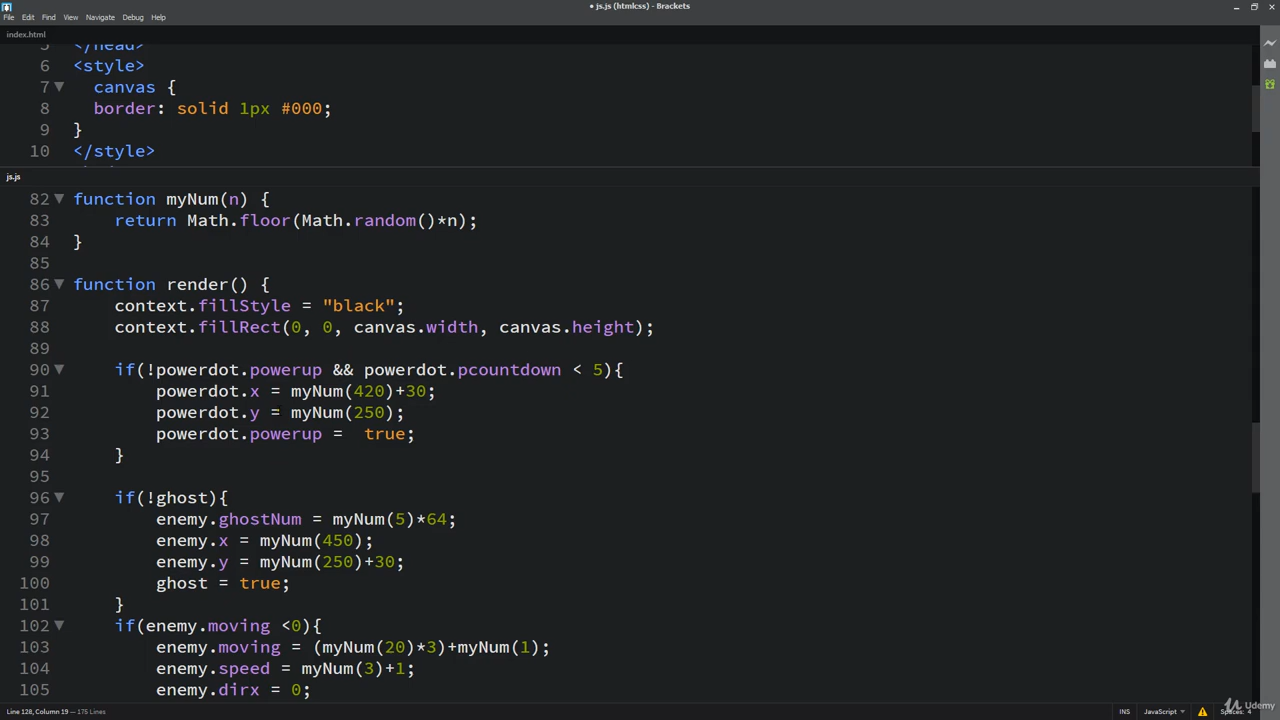 • js.js (htmlcss) - Brackets
File Edit Find View Navigate Debug Help
index.html
5 </head>
6 <style>
7 canvas {
8 border: solid 1px #000;
9 }
10 </style>
js.js
82 function myNum(n) {
83 return Math.floor(Math.random()*n);
84 }
85
86 function render() {
87 context.fillStyle = "black";
88 context.fillRect(0, 0, canvas.width, canvas.height);
89
90 if(!powerdot.powerup && powerdot.pcountdown < 5){
91 powerdot.x = myNum(420)+30;
92 powerdot.y = myNum(250);
93 powerdot.powerup =  true;
94 }
95
96 if(!ghost){
97 enemy.ghostNum = myNum(5)*64;
98 enemy.x = myNum(450);
99 enemy.y = myNum(250)+30;
100 ghost = true;
101 }
102 if(enemy.moving <0){
103 enemy.moving = (myNum(20)*3)+myNum(1);
104 enemy.speed = myNum(3)+1;
105 enemy.dirx = 0;
Line 128, Column 19 — 175 Lines
INS JavaScript Spaces: 4
Udemy